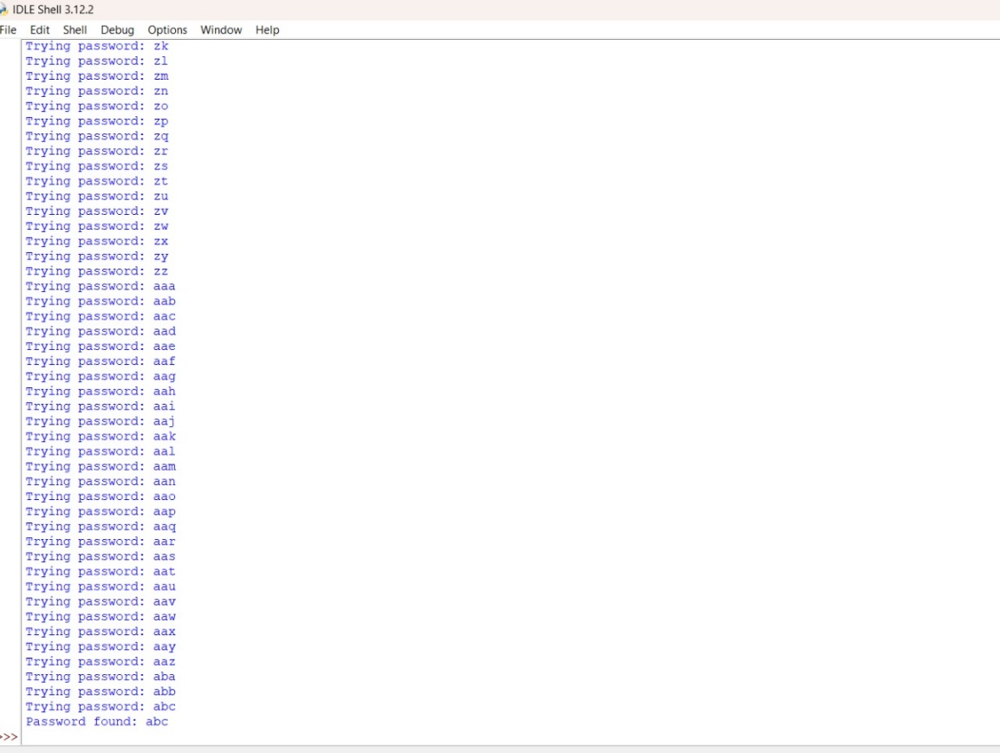 IDLE Shell 3.12.2
File Edit Shell Debug Options Window Help
Trying password: zk
Trying password: zl
Trying password: zm
Trying password: zn
Trying password: zo
Trying password: zp
Trying password: zq
Trying password: zr
Trying password: zs
Trying password: zt
Trying password: zu
Trying password: zv
Trying password: zw
Trying password: zx
Trying password: zy
Trying password: zz
Trying password: aaa
Trying password: aab
Trying password: aac
Trying password: aad
Trying password: aae
Trying password: aaf
Trying password: aag
Trying password: aah
Trying password: aai
Trying password: aaj
Trying password: aak
Trying password: aal
Trying password: aam
Trying password: aan
Trying password: aao
Trying password: aap
Trying password: aaq
Trying password: aar
Trying password: aas
Trying password: aat
Trying password: aau
Trying password: aav
Trying password: aaw
Trying password: aax
Trying password: aay
Trying password: aaz
Trying password: aba
Trying password: abb
Trying password: abc
Password found: abc
>>>